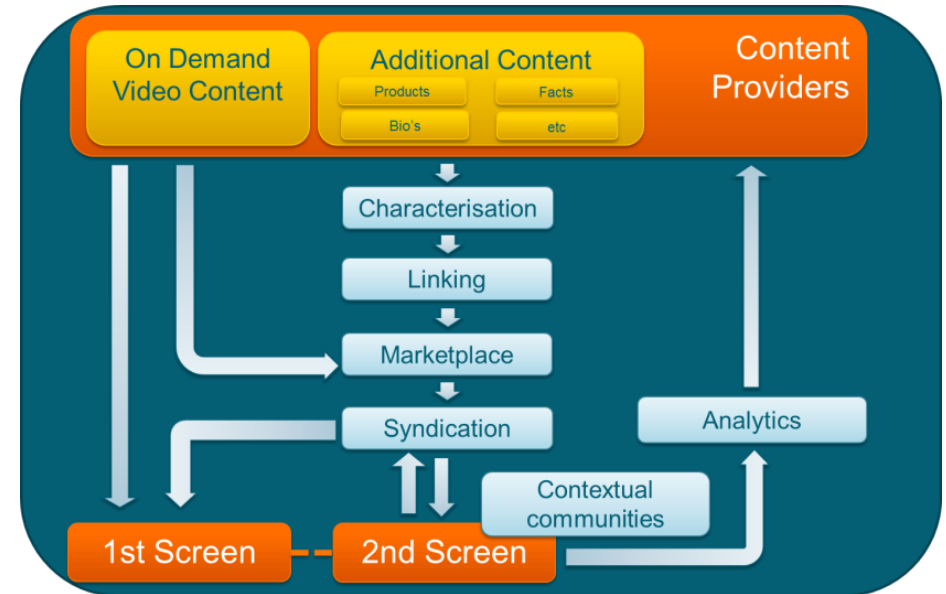 On Demand
Video Content
Additional Content
Products
Facts
Bio's
etc
Content
Providers
Characterisation
Linking
Marketplace
Syndication
Analytics
Contextual
communities
1st Screen
2nd Screen